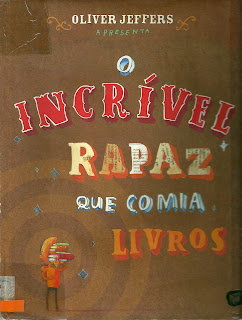 OLIVER JEFFERS
APRESENTA
O
INCRÍVEL
RAPAZ
QUE COMIA
LIVROS